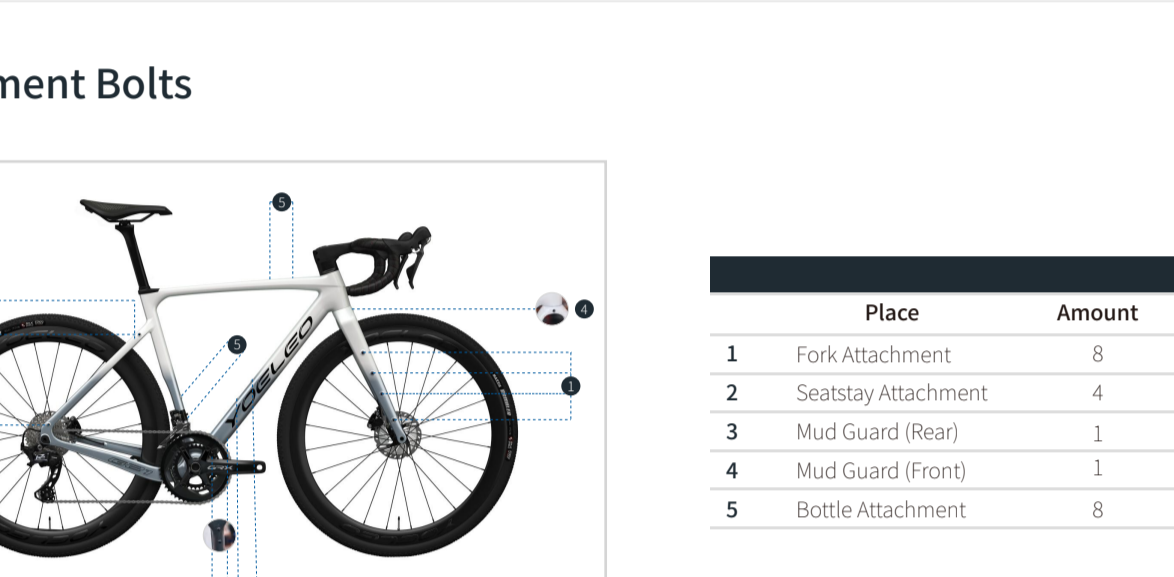 ment Bolts
5
4
5
1
YOELEO
GRX
Place Amount
1 Fork Attachment 8
2 Seatstay Attachment 4
3 Mud Guard (Rear) 1
4 Mud Guard (Front) 1
5 Bottle Attachment 8